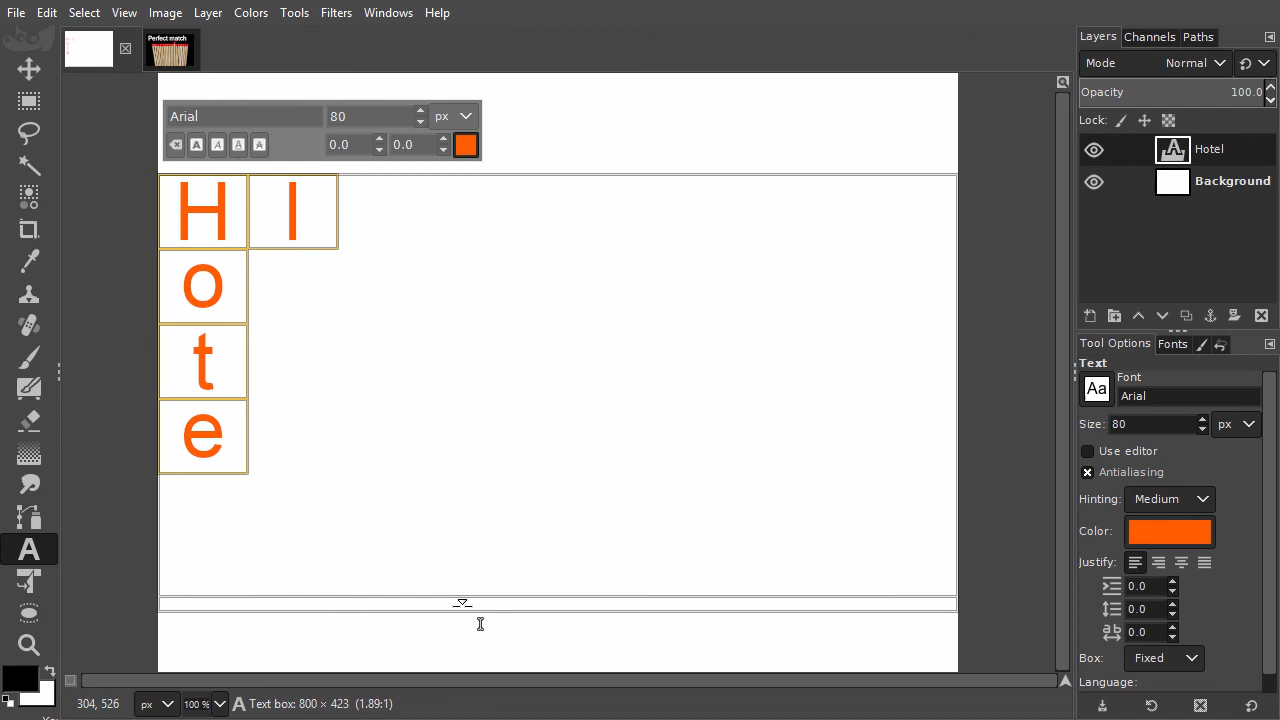 File Edit Select View Image Layer Colors Tools Filters Windows Help
Perfect match
Layers Channels Paths
Mode Normal
Opacity 100.0
Lock:
Hotel
Background
Arial 80 px
0.0 0.0
H l
o
t
e
Tool Options Fonts
Text
Aa Font
Arial
Size: 80 px
Use editor
Antialiasing
Hinting: Medium
Color:
Justify:
0.0
0.0
0.0
Box: Fixed
Language:
304, 526 px 100 % Text box: 800 × 423 (1.89:1)